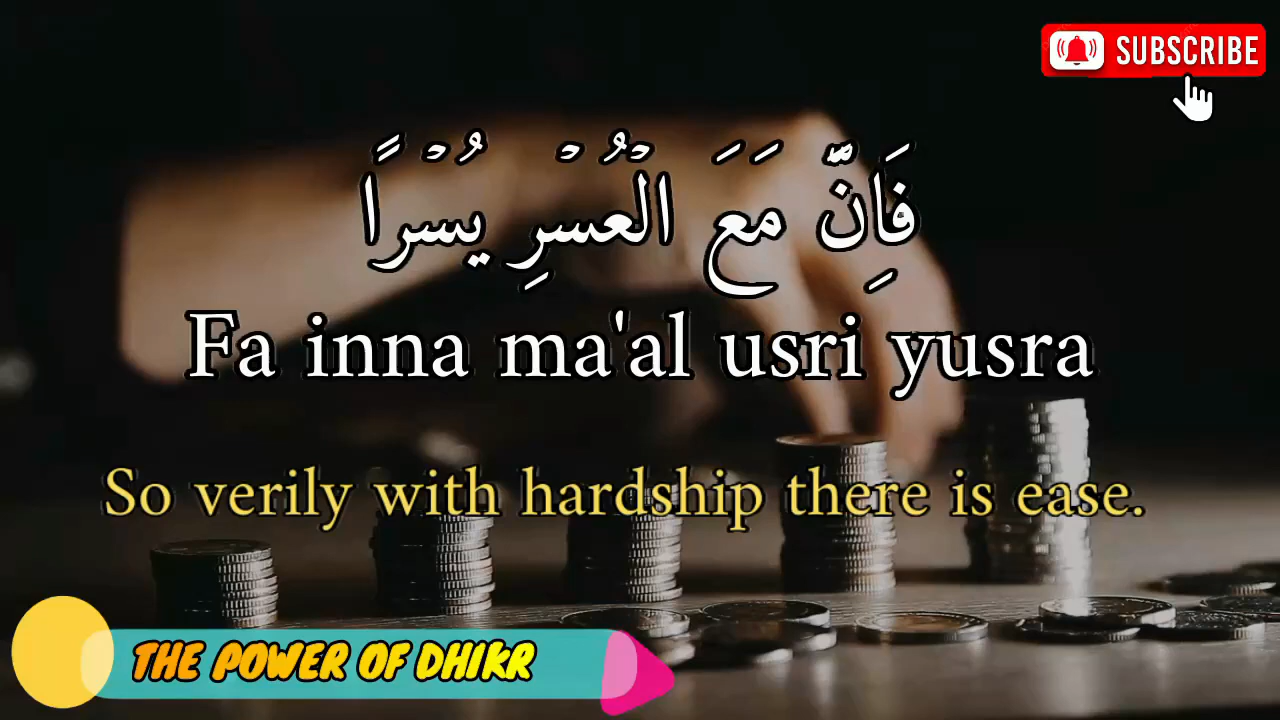 SUBSCRIBE
فَاِنَّ مَعَ الۡعُسۡرِ يُسۡرًا
Fa inna ma'al usri yusra
So verily with hardship there is ease.
THE POWER OF DHIKR